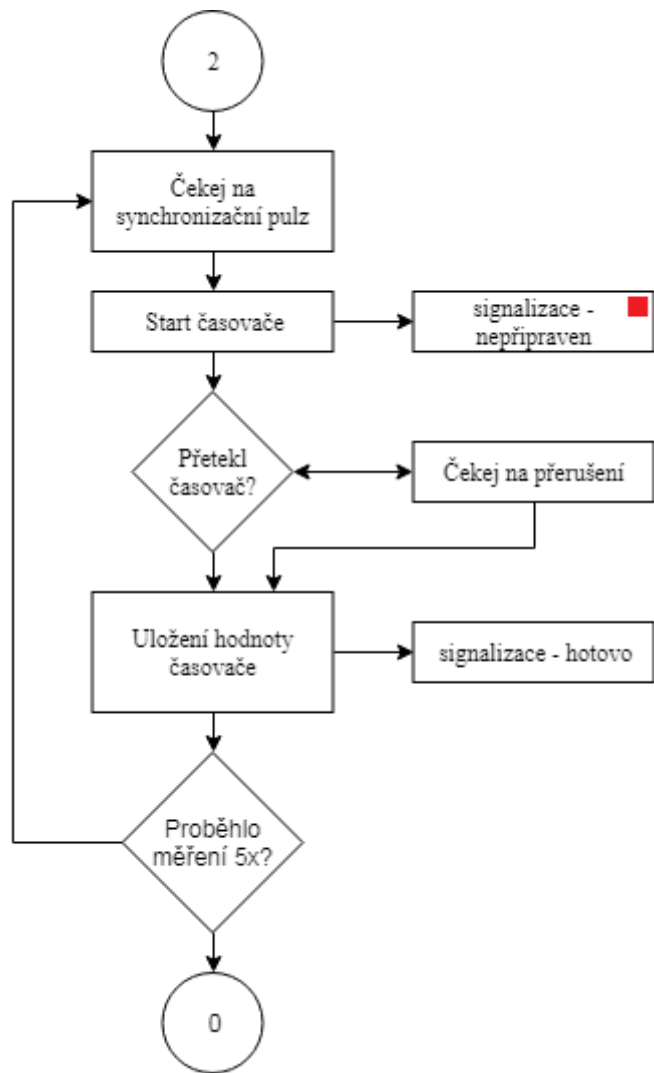 2
Čekej na
synchronizační pulz
Start časovače
signalizace -
nepřipraven
Přetekl
časovač?
Čekej na přerušení
Uložení hodnoty
časovače
signalizace - hotovo
Proběhlo
měření 5x?
0